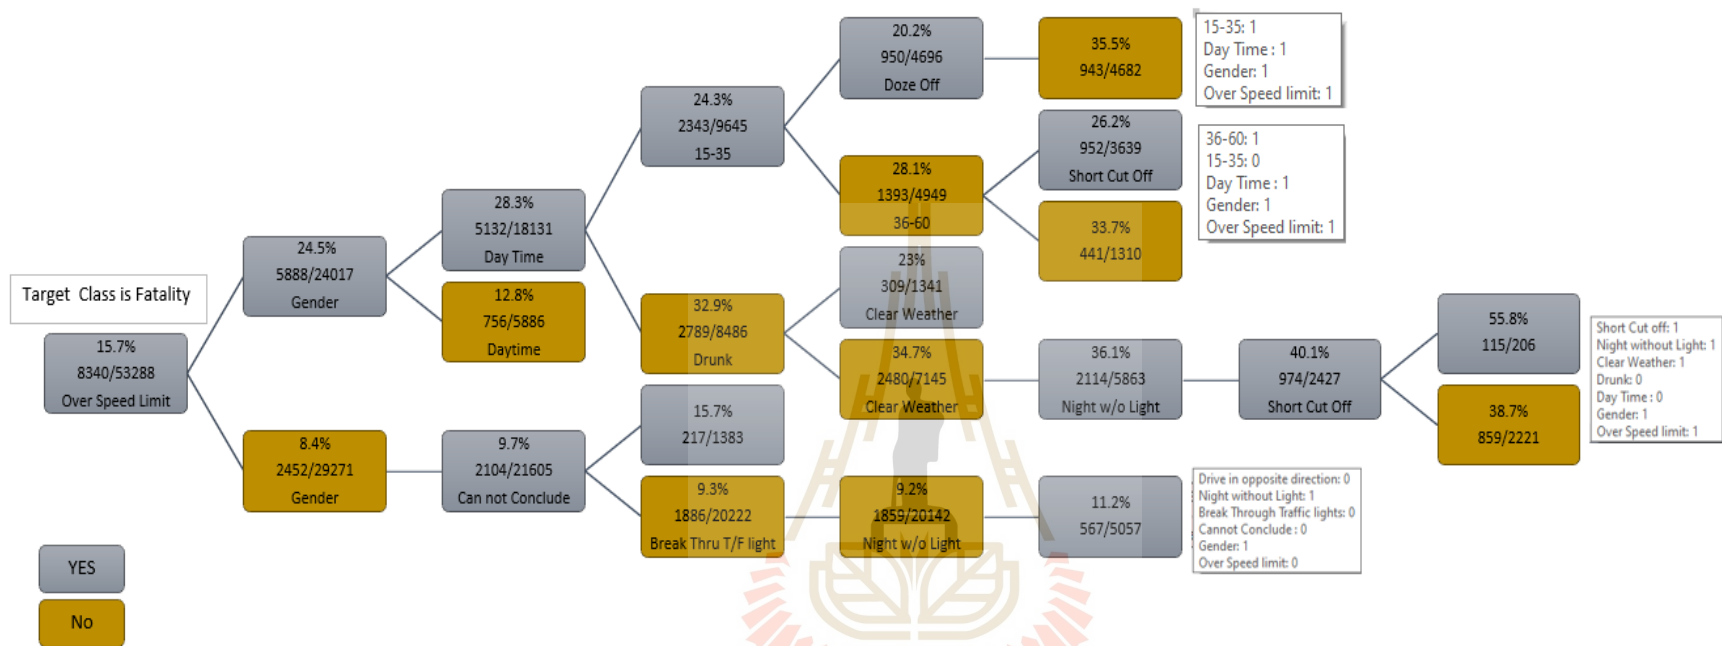 Target Class is Fatality
15.7%
8340/53288
Over Speed Limit
24.5%
5888/24017
Gender
8.4%
2452/29271
Gender
28.3%
5132/18131
Day Time
12.8%
756/5886
Daytime
9.7%
2104/21605
Can not Conclude
24.3%
2343/9645
15-35
32.9%
2789/8486
Drunk
15.7%
217/1383
9.3%
1886/20222
Break Thru T/F light
20.2%
950/4696
Doze Off
28.1%
1393/4949
36-60
23%
309/1341
Clear Weather
34.7%
2480/7145
Clear Weather
9.2%
1859/20142
Night w/o Light
35.5%
943/4682
26.2%
952/3639
Short Cut Off
33.7%
441/1310
36.1%
2114/5863
Night w/o Light
11.2%
567/5057
15-35: 1
Day Time : 1
Gender: 1
Over Speed limit: 1
36-60: 1
15-35: 0
Day Time : 1
Gender: 1
Over Speed limit: 1
40.1%
974/2427
Short Cut Off
Drive in opposite direction: 0
Night without Light: 1
Break Through Traffic lights: 0
Cannot Conclude : 0
Gender: 1
Over Speed limit: 0
55.8%
115/206
38.7%
859/2221
Short Cut off: 1
Night without Light: 1
Clear Weather: 1
Drunk: 0
Day Time : 0
Gender: 1
Over Speed limit: 1
YES
No